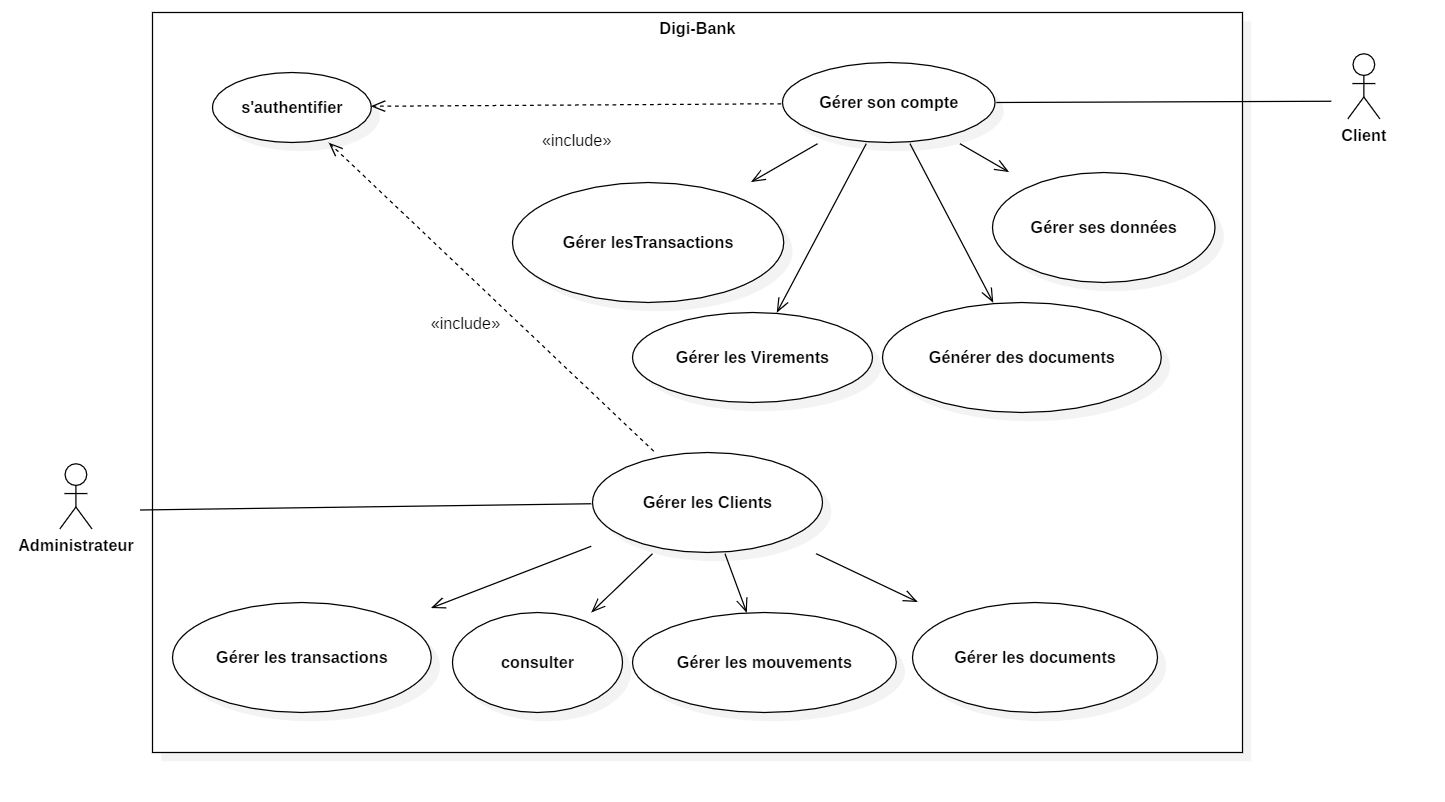 Digi-Bank
s'authentifier
Gérer son compte
Client
«include»
Gérer lesTransactions
Gérer ses données
«include»
Gérer les Virements
Générer des documents
Gérer les Clients
Administrateur
Gérer les transactions
consulter
Gérer les mouvements
Gérer les documents